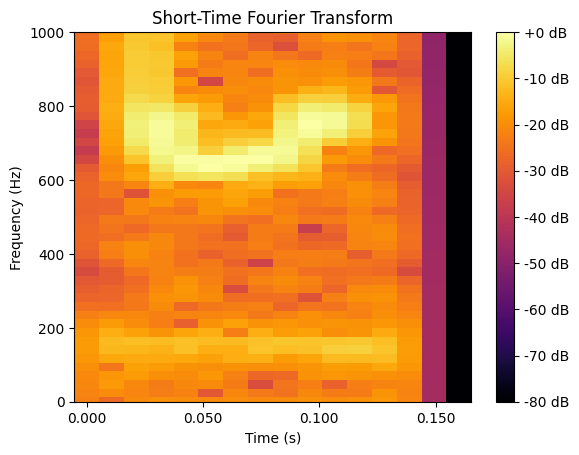 Short-Time Fourier Transform
1000
800
600
400
200
0
Frequency (Hz)
0.000
0.050
0.100
0.150
Time (s)
+0 dB
-10 dB
-20 dB
-30 dB
-40 dB
-50 dB
-60 dB
-70 dB
-80 dB